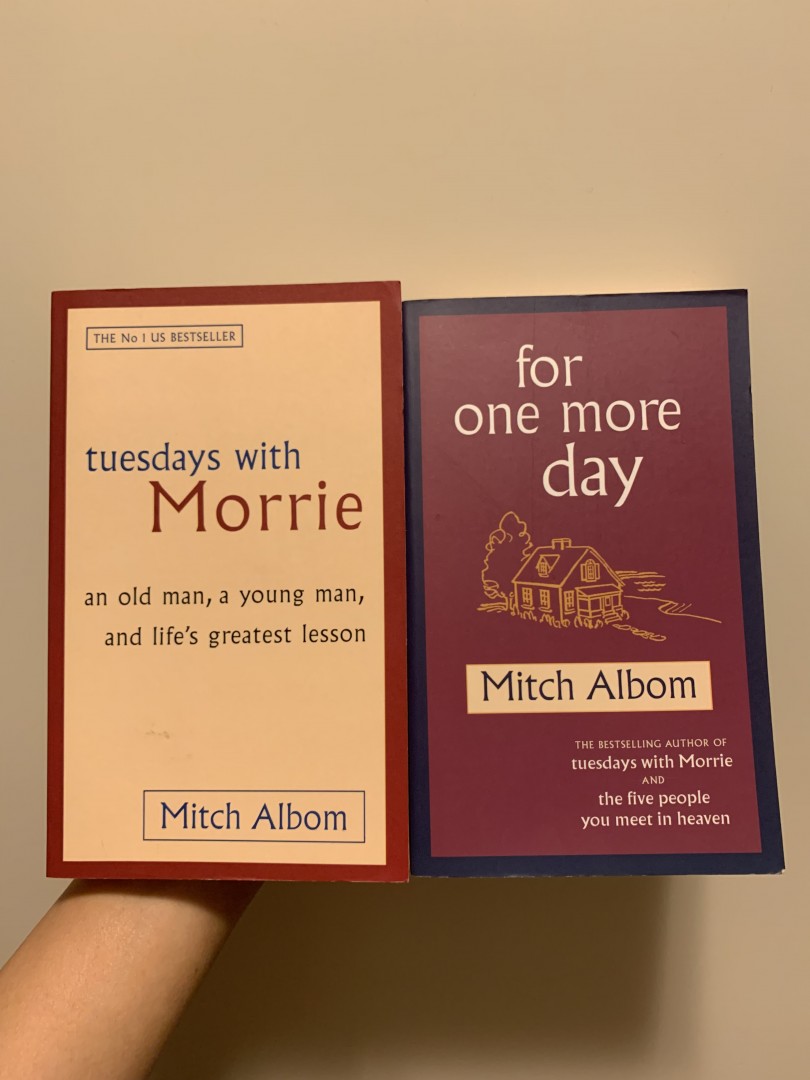 THE No 1 US BESTSELLER
tuesdays with
Morrie
an old man, a young man,
and life's greatest lesson
Mitch Albom
for
one more
day
Mitch Albom
THE BESTSELLING AUTHOR OF
tuesdays with Morrie
AND
the five people
you meet in heaven